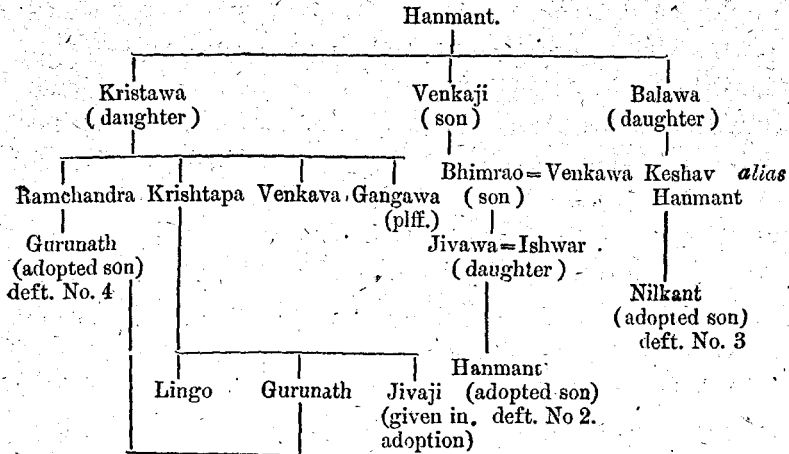 Hanmant.
Kristawa Venkaji Balawa
(daughter) (son) (daughter)
Bhimrao = Venkawa Keshav alias
Ramchandra Krishtapa Venkava Gangawa (son) Hanmant
(plff.)
Gurunath Jivawa = Ishwar
(adopted son) (daughter)
deft. No. 4 Nilkant
(adopted son)
deft. No. 3
Hanmant
Lingo Gurunath Jivaji (adopted son)
(given in. deft. No 2.
adoption)